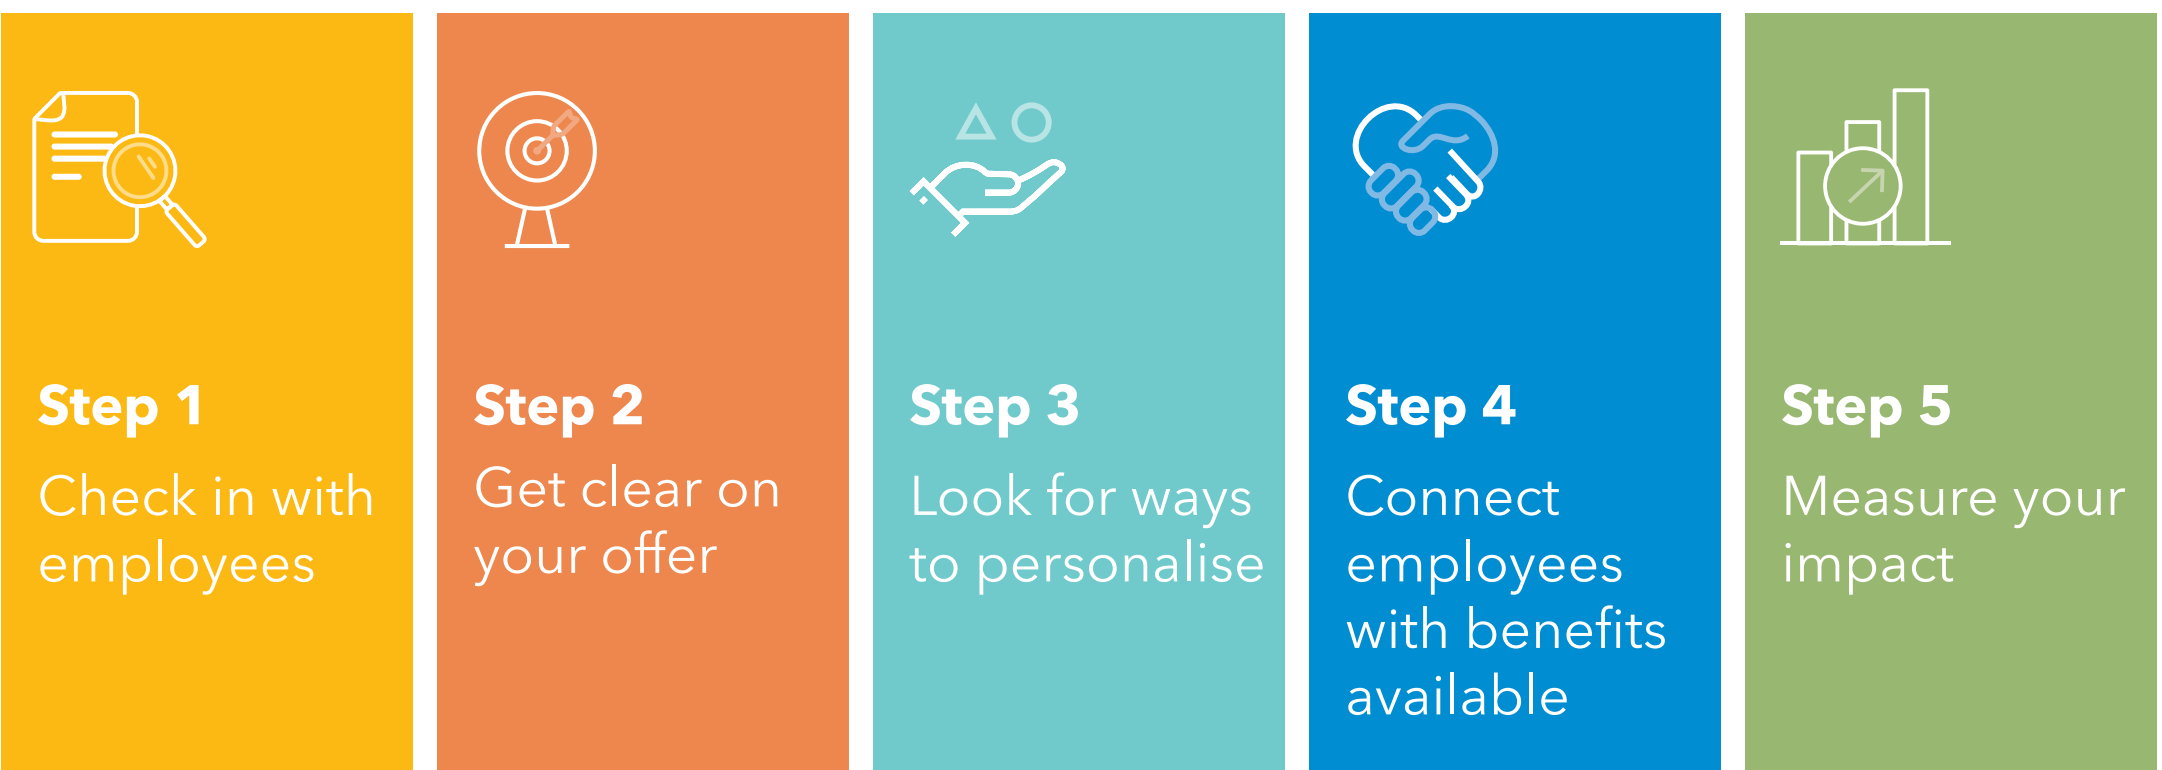 Step 1
Check in with
employees
Step 2
Get clear on
your offer
Step 3
Look for ways
to personalise
Step 4
Connect
employees
with benefits
available
Step 5
Measure your
impact